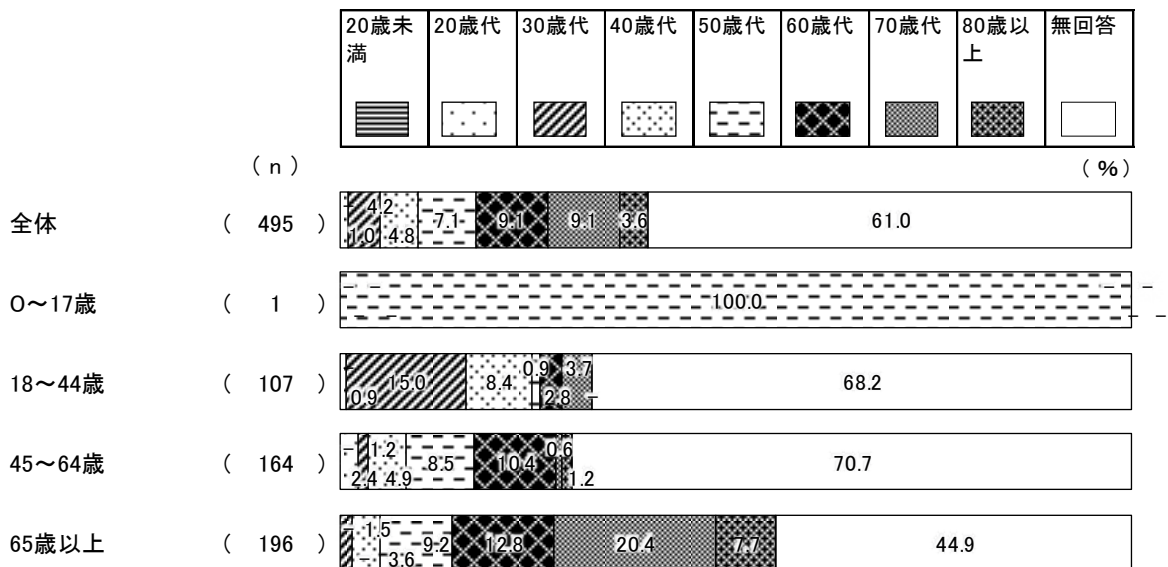 20歳未満 20歳代 30歳代 40歳代 50歳代 60歳代 70歳代 80歳以上 無回答
(n) (%)
全体 ( 495 ) - 1.0 4.2 4.8 7.1 9.1 9.1 3.6 61.0
0～17歳 ( 1 ) - - - - 100.0 - - - -
18～44歳 ( 107 ) - 0.9 15.0 8.4 0.9 2.8 3.7 - 68.2
45～64歳 ( 164 ) - 2.4 1.2 4.9 8.5 10.4 0.6 1.2 70.7
65歳以上 ( 196 ) - - 1.5 3.6 9.2 12.8 20.4 7.7 44.9